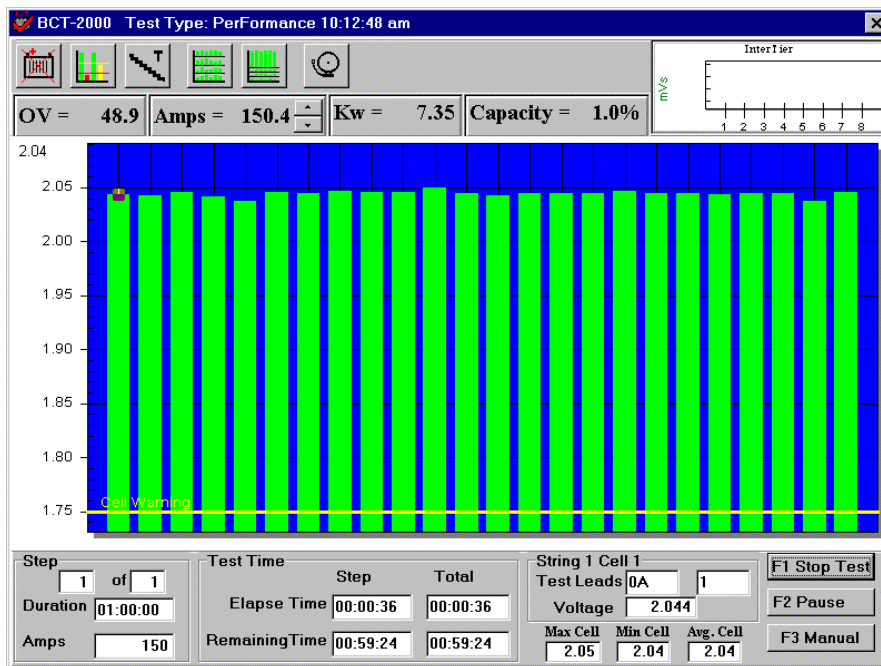 BCT-2000 Test Type: PerFormance 10:12:48 am
T
InterTier
mVs
1 2 3 4 5 6 7 8
OV = 48.9 Amps = 150.4 Kw = 7.35 Capacity = 1.0%
2.04
2.05
2.00
1.95
1.90
1.85
1.80
1.75
Cell Warning
Step
1 of 1
Duration 01:00:00
Amps 150
Test Time
Step Total
Elapse Time 00:00:36 00:00:36
RemainingTime 00:59:24 00:59:24
String 1 Cell 1
Test Leads 0A 1
Voltage 2.044
Max Cell Min Cell Avg. Cell
2.05 2.04 2.04
F1 Stop Test
F2 Pause
F3 Manual